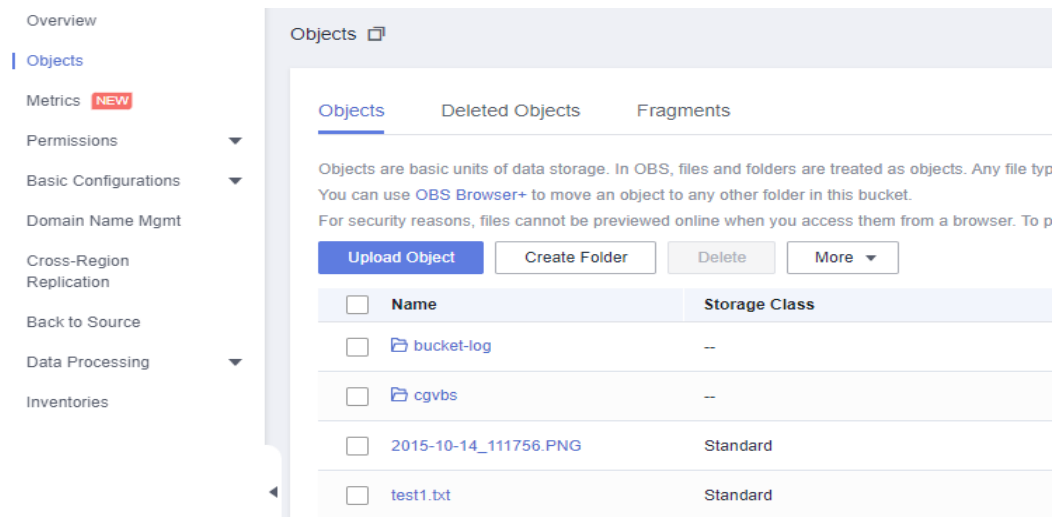 Overview
Objects
Metrics NEW
Permissions
Basic Configurations
Domain Name Mgmt
Cross-Region
Replication
Back to Source
Data Processing
Inventories
Objects
Objects Deleted Objects Fragments
Objects are basic units of data storage. In OBS, files and folders are treated as objects. Any file typ
You can use OBS Browser+ to move an object to any other folder in this bucket.
For security reasons, files cannot be previewed online when you access them from a browser. To p
Upload Object Create Folder Delete More
Name Storage Class
bucket-log --
cgvbs --
2015-10-14_111756.PNG Standard
test1.txt Standard